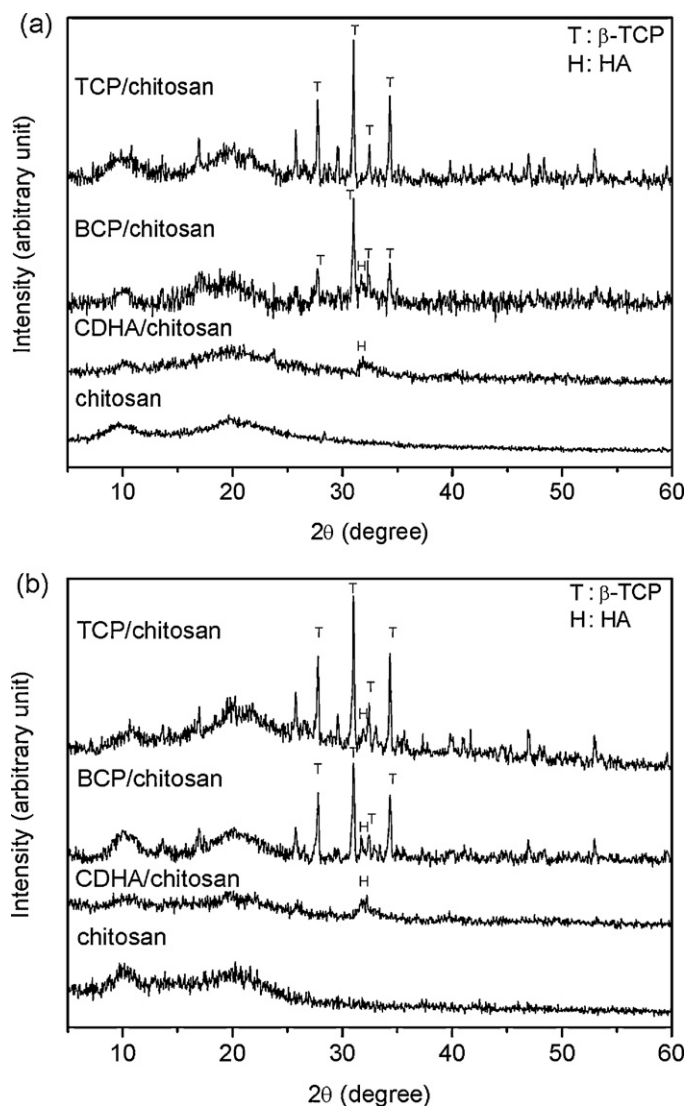 (a)
T : β-TCP
H : HA
TCP/chitosan
T
T
T
T
BCP/chitosan
T
T
H
T
T
CDHA/chitosan
H
chitosan
Intensity (arbitrary unit)
10 20 30 40 50 60
2θ (degree)
(b)
T : β-TCP
H : HA
TCP/chitosan
T
T
T
H
T
BCP/chitosan
T
T
H
T
T
CDHA/chitosan
H
chitosan
Intensity (arbitrary unit)
10 20 30 40 50 60
2θ (degree)